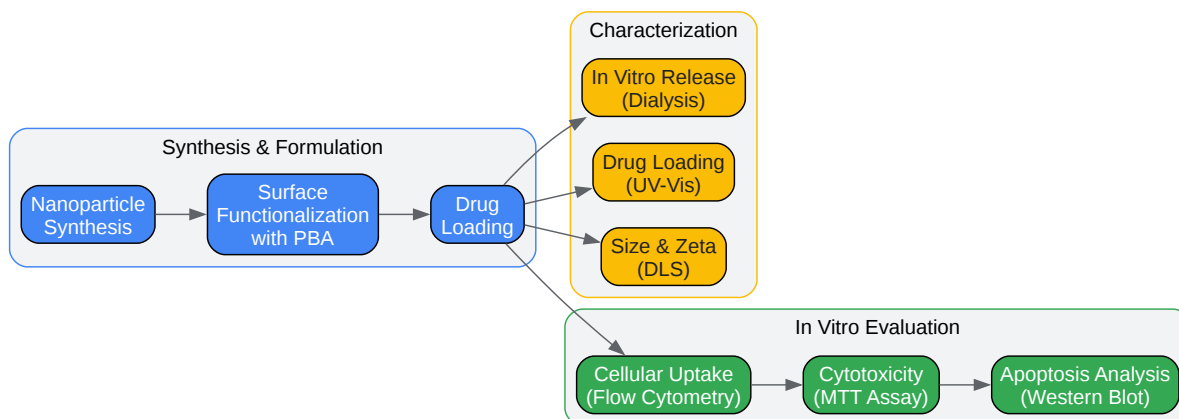 Synthesis & Formulation
Nanoparticle
Synthesis
Surface
Functionalization
with PBA
Drug
Loading
Characterization
In Vitro Release
(Dialysis)
Drug Loading
(UV-Vis)
Size & Zeta
(DLS)
In Vitro Evaluation
Cellular Uptake
(Flow Cytometry)
Cytotoxicity
(MTT Assay)
Apoptosis Analysis
(Western Blot)